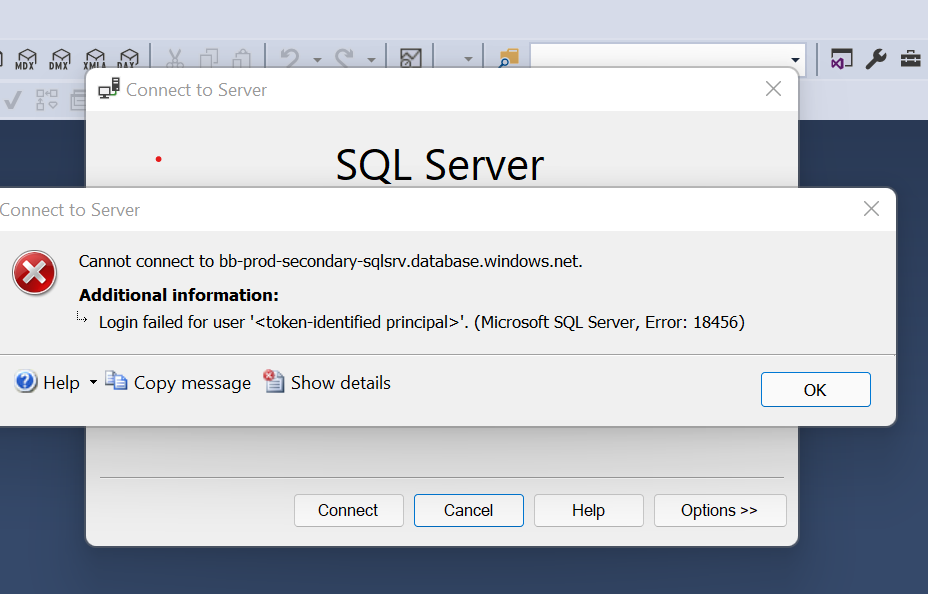 MDX DMX XMLA DAX
Connect to Server
SQL Server
Connect to Server
Cannot connect to bb-prod-secondary-sqlsrv.database.windows.net.
Additional information:
Login failed for user '<token-identified principal>'. (Microsoft SQL Server, Error: 18456)
Help Copy message Show details
OK
Connect Cancel Help Options >>